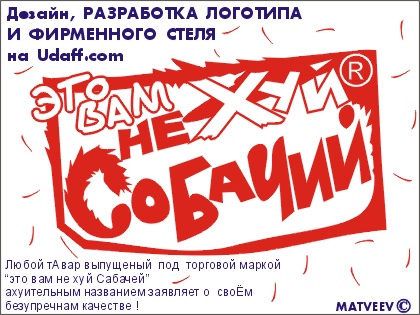 Дезайн, РАЗРАБОТКА ЛОГОТИПА
И ФИРМЕННОГО СТЕЛЯ
на Udaff.com
ЭТО ВАМ
НЕ ХУЙ ®
СОБАЧИЙ
Любой тАвар выпущеный под торговой маркой
“это вам не хуй Сабачей”
ахуительным названием заявляет о своЁм
безупречнам качестве !
MATVEEV ©